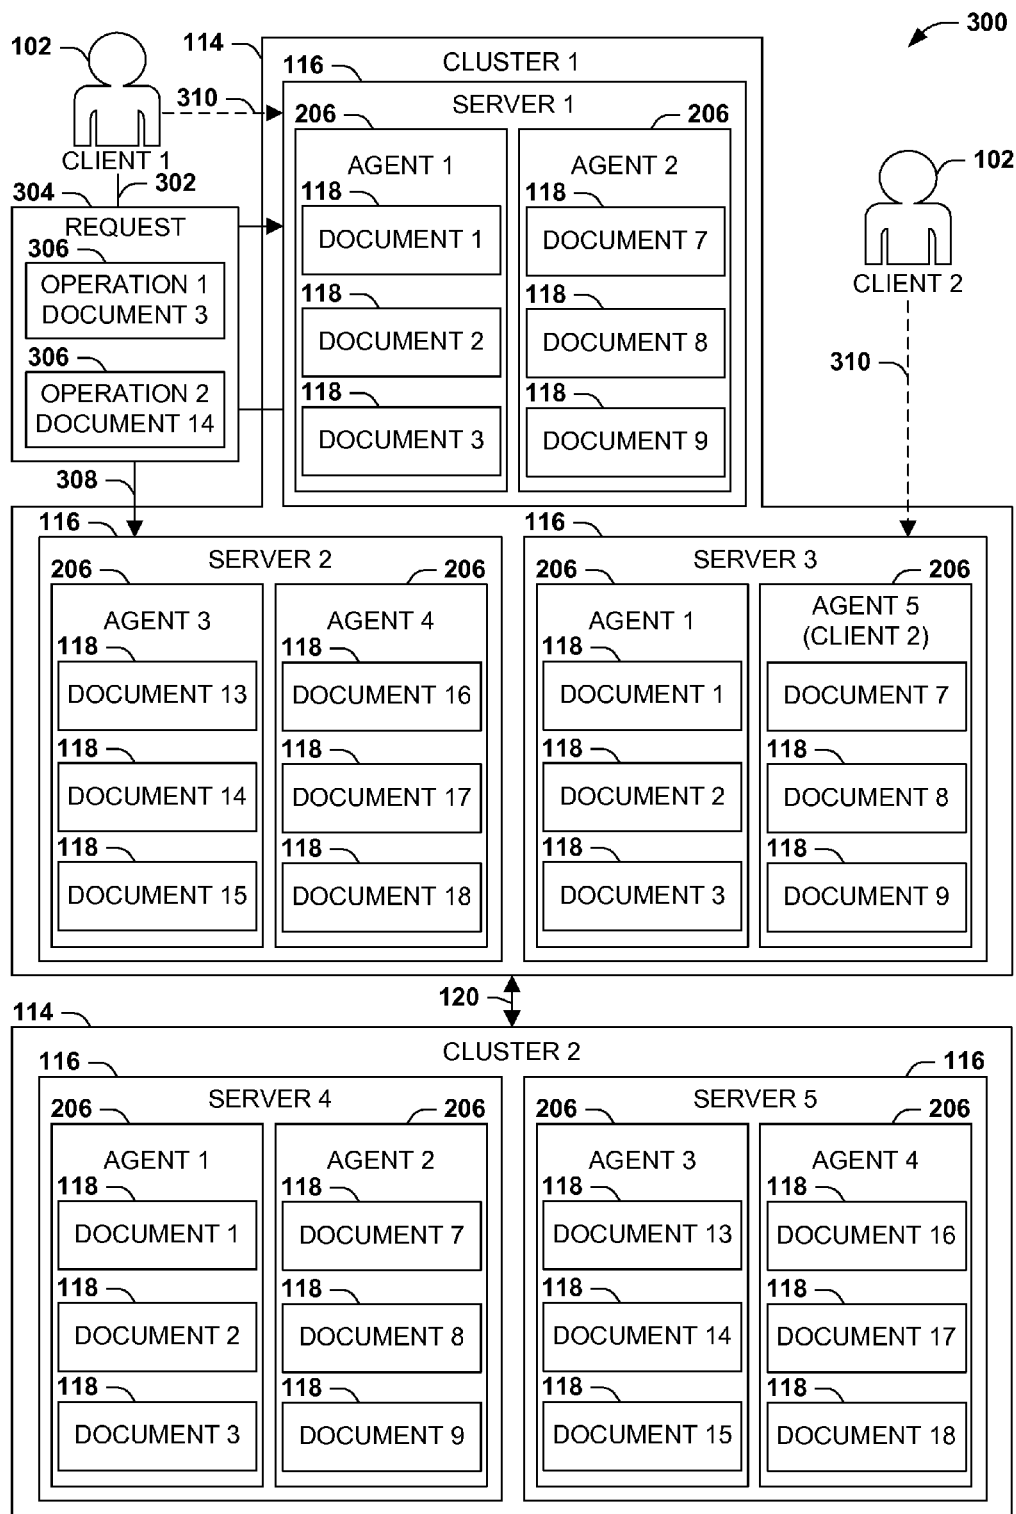 300
102
114
CLUSTER 1
116
310
SERVER 1
206
206
102
CLIENT 1
AGENT 1
AGENT 2
302
304
118
118
REQUEST
DOCUMENT 1
DOCUMENT 7
306
CLIENT 2
OPERATION 1
DOCUMENT 3
118
118
DOCUMENT 2
DOCUMENT 8
306
310
OPERATION 2
DOCUMENT 14
118
118
DOCUMENT 3
DOCUMENT 9
308
116
116
SERVER 2
SERVER 3
206
206
206
206
AGENT 3
AGENT 4
AGENT 1
AGENT 5
(CLIENT 2)
118
118
118
DOCUMENT 13
DOCUMENT 16
DOCUMENT 1
DOCUMENT 7
118
118
118
118
DOCUMENT 14
DOCUMENT 17
DOCUMENT 2
DOCUMENT 8
118
118
118
118
DOCUMENT 15
DOCUMENT 18
DOCUMENT 3
DOCUMENT 9
120
114
CLUSTER 2
116
116
SERVER 4
SERVER 5
206
206
206
206
AGENT 1
AGENT 2
AGENT 3
AGENT 4
118
118
118
118
DOCUMENT 1
DOCUMENT 7
DOCUMENT 13
DOCUMENT 16
118
118
118
118
DOCUMENT 2
DOCUMENT 8
DOCUMENT 14
DOCUMENT 17
118
118
118
118
DOCUMENT 3
DOCUMENT 9
DOCUMENT 15
DOCUMENT 18